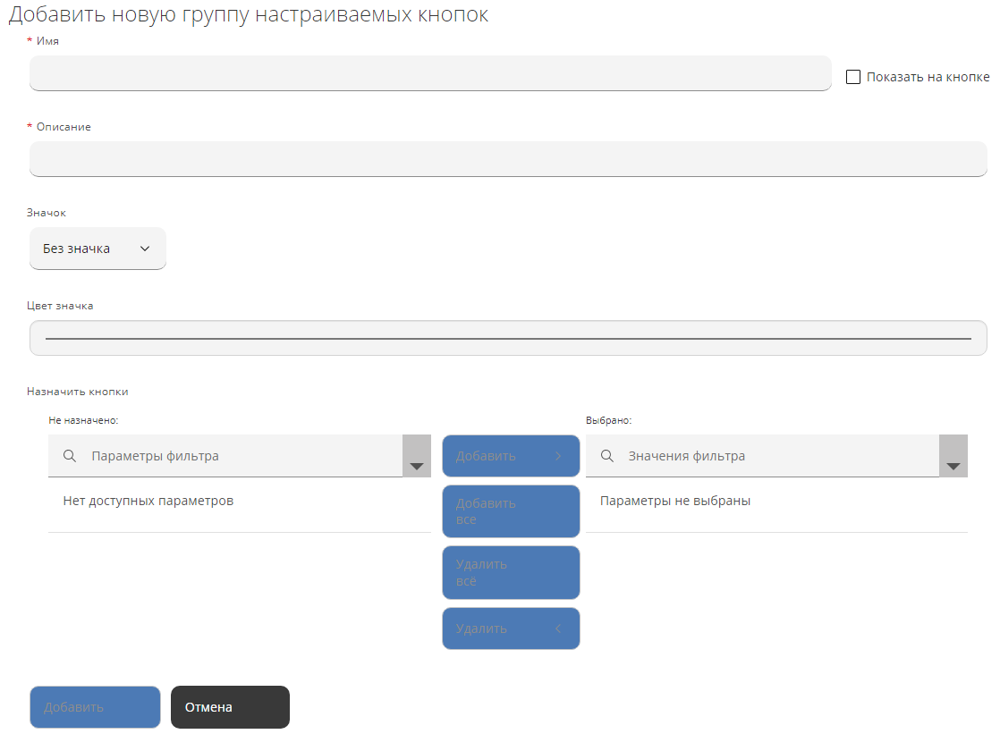 Добавить новую группу настраиваемых кнопок
* Имя
Показать на кнопке
* Описание
Значок
Без значка
Цвет значка
Назначить кнопки
Не назначено:
Выбрано:
Параметры фильтра
Добавить
Значения фильтра
Нет доступных параметров
Добавить
все
Параметры не выбраны
Удалить
все
Удалить
Добавить
Отмена